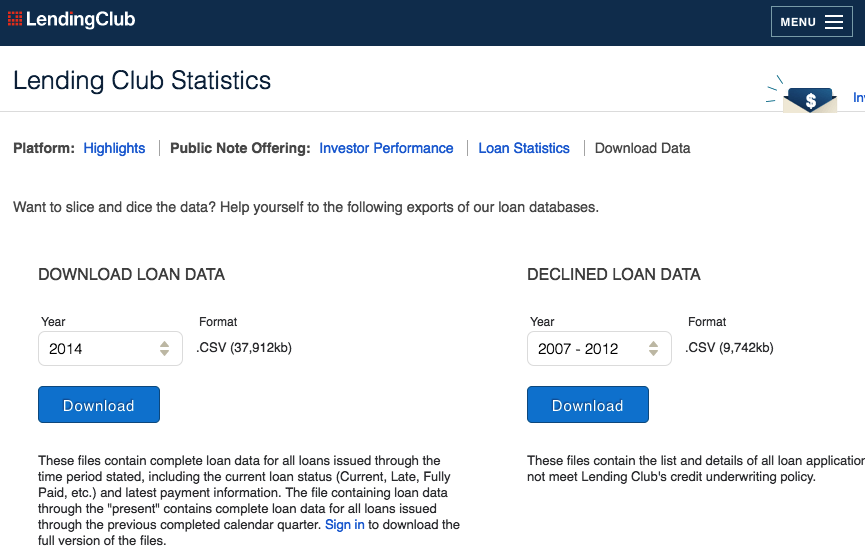 LendingClub
MENU
Lending Club Statistics
$
Platform: Highlights | Public Note Offering: Investor Performance | Loan Statistics | Download Data
Want to slice and dice the data? Help yourself to the following exports of our loan databases.
DOWNLOAD LOAN DATA
Year Format
2014 .CSV (37,912kb)
Download
These files contain complete loan data for all loans issued through the
time period stated, including the current loan status (Current, Late, Fully
Paid, etc.) and latest payment information. The file containing loan data
through the "present" contains complete loan data for all loans issued
through the previous completed calendar quarter. Sign in to download the
full version of the files.
DECLINED LOAN DATA
Year Format
2007 - 2012 .CSV (9,742kb)
Download
These files contain the list and details of all loan application
not meet Lending Club's credit underwriting policy.